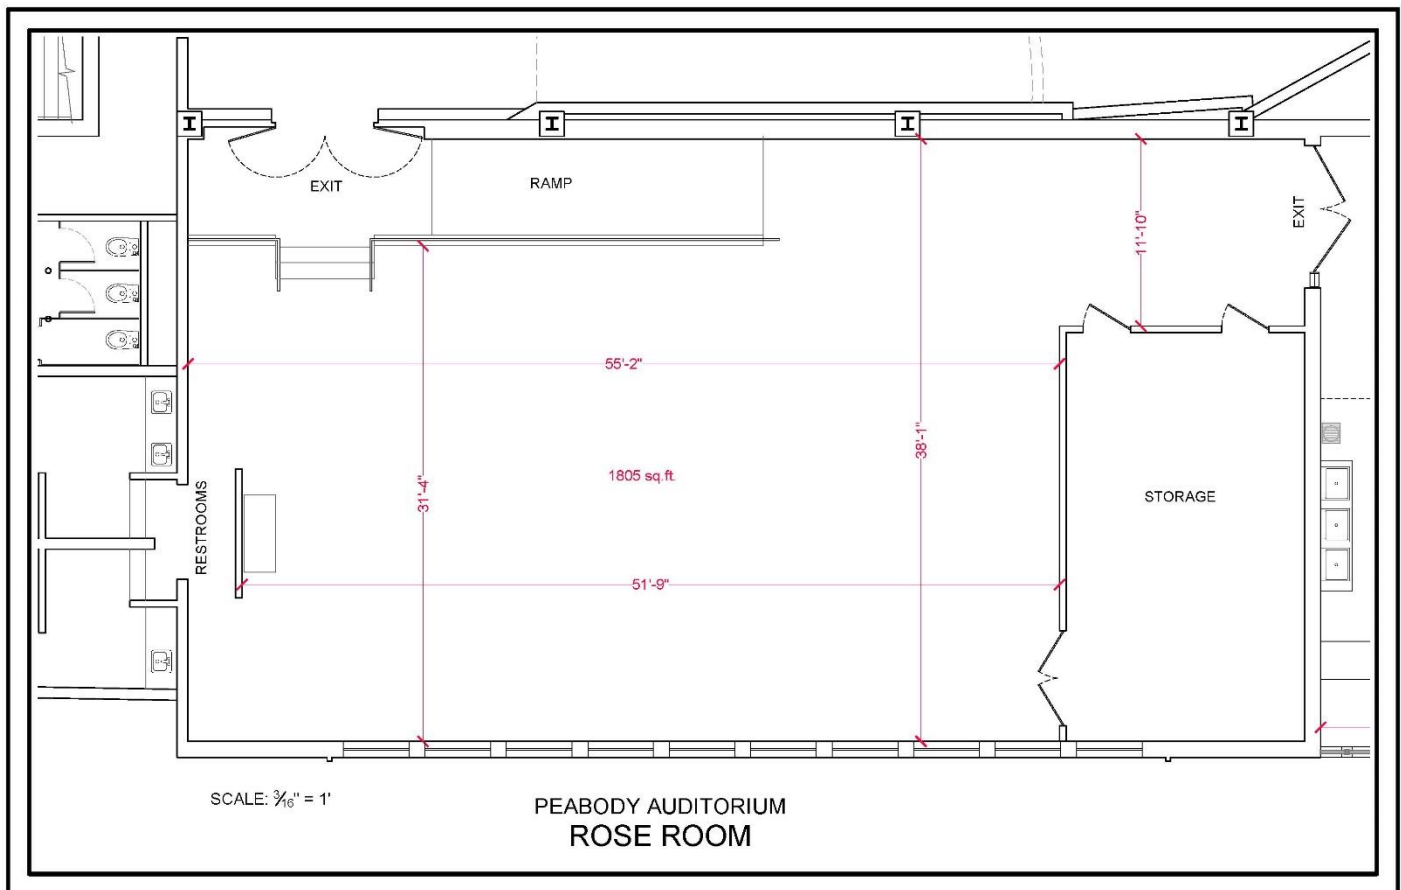 EXIT
RAMP
EXIT
11'-10"
55'-2"
38'-1"
1805 sq.ft.
31'-4"
STORAGE
RESTROOMS
51'-9"
SCALE: 3⁄16" = 1'
PEABODY AUDITORIUM
ROSE ROOM